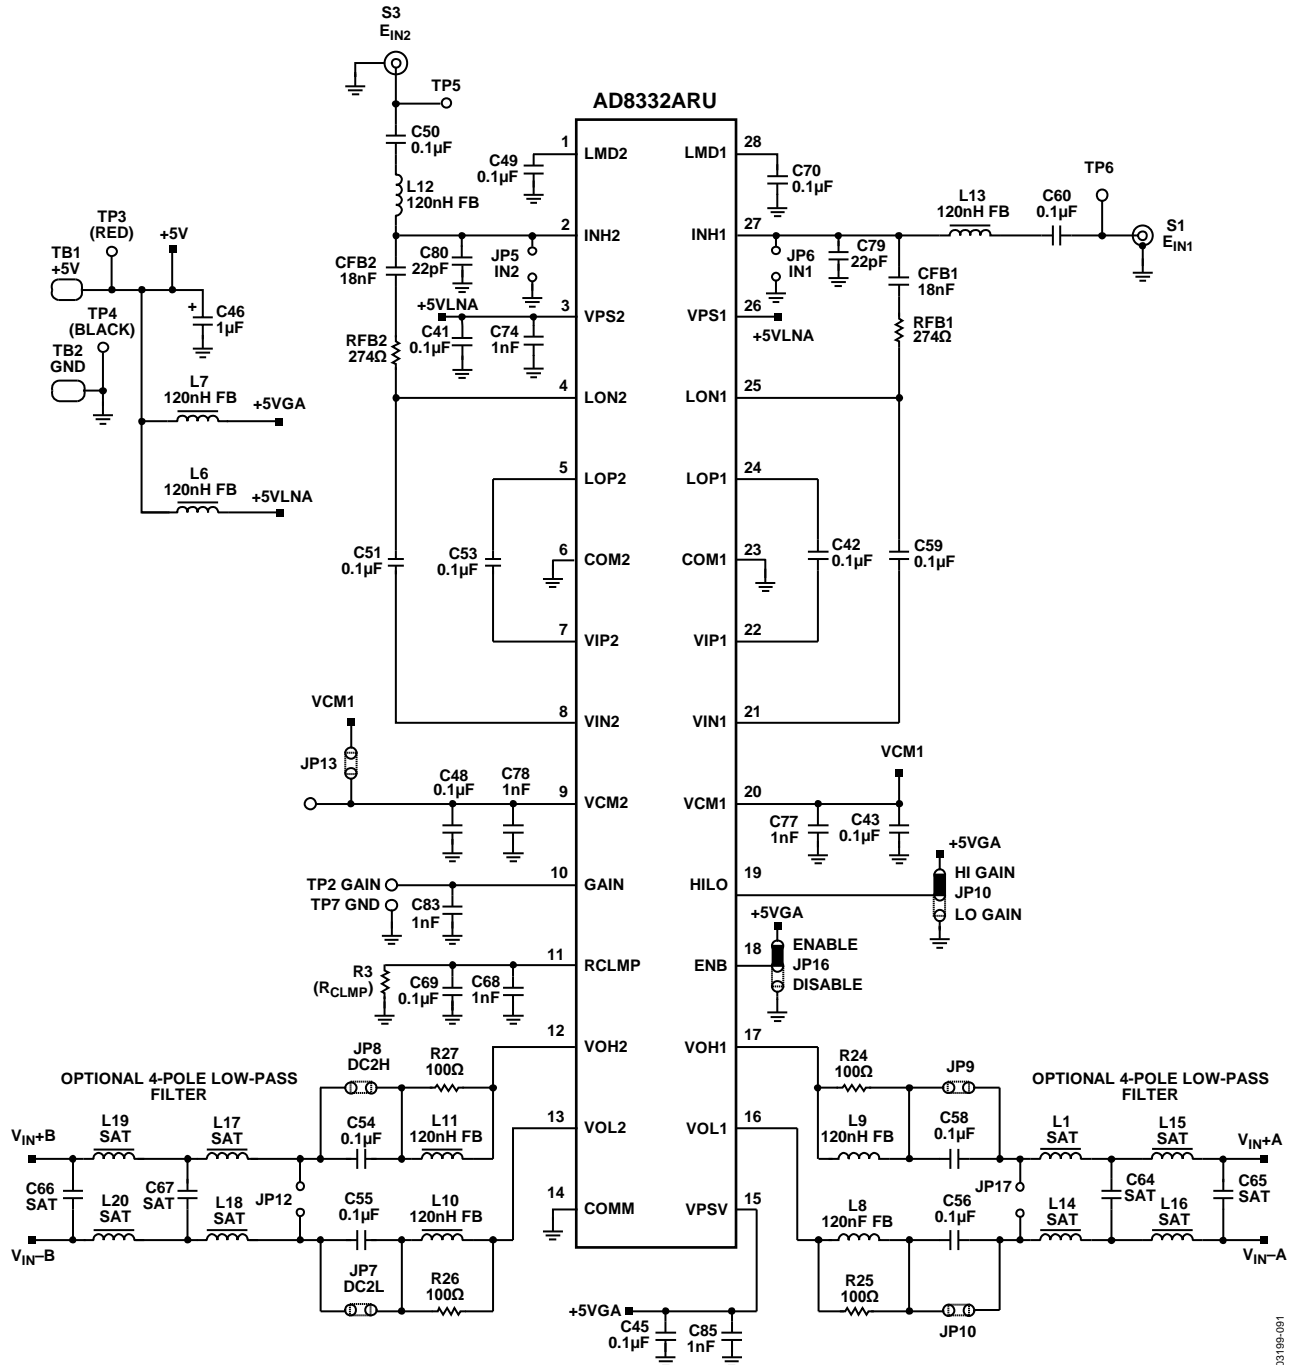 S3
EIN2
TP5
AD8332ARU
C50
0.1µF
1
LMD2
LMD1
28
C49
0.1µF
C70
0.1µF
TP6
L12
120nH FB
L13
120nH FB
C60
0.1µF
TP3
(RED)
+5V
2
INH2
INH1
27
S1
EIN1
TB1
+5V
CFB2
18nF
C80
22pF
JP5
IN2
JP6
IN1
C79
22pF
CFB1
18nF
TP4
(BLACK)
+
C46
1µF
+5VLNA
3
VPS2
VPS1
26
+5VLNA
RFB2
274Ω
C41
0.1µF
C74
1nF
RFB1
274Ω
TB2
GND
L7
120nH FB
+5VGA
4
LON2
LON1
25
L6
120nH FB
+5VLNA
5
LOP2
LOP1
24
C51
0.1µF
C53
0.1µF
6
COM2
COM1
23
C42
0.1µF
C59
0.1µF
7
VIP2
VIP1
22
VCM1
8
VIN2
VIN1
21
JP13
VCM1
C48
0.1µF
C78
1nF
9
VCM2
VCM1
20
C77
1nF
C43
0.1µF
+5VGA
TP2 GAIN
10
GAIN
HILO
19
HI GAIN
JP10
LO GAIN
TP7 GND
C83
1nF
+5VGA
11
RCLMP
ENB
18
ENABLE
JP16
DISABLE
R3
(RCLMP)
C69
0.1µF
C68
1nF
12
VOH2
VOH1
17
JP8
DC2H
R27
100Ω
R24
100Ω
JP9
OPTIONAL 4-POLE LOW-PASS
FILTER
OPTIONAL 4-POLE LOW-PASS
FILTER
VIN+B
L19
SAT
L17
SAT
C54
0.1µF
L11
120nH FB
13
VOL2
VOL1
16
L9
120nH FB
C58
0.1µF
L1
SAT
L15
SAT
VIN+A
C66
SAT
C67
SAT
JP12
JP17
C64
SAT
C65
SAT
L20
SAT
L18
SAT
C55
0.1µF
L10
120nH FB
14
COMM
VPSV
15
L8
120nF FB
C56
0.1µF
L14
SAT
L16
SAT
VIN–B
VIN–A
JP7
DC2L
R26
100Ω
R25
100Ω
JP10
+5VGA
C45
0.1µF
C85
1nF
03199-091